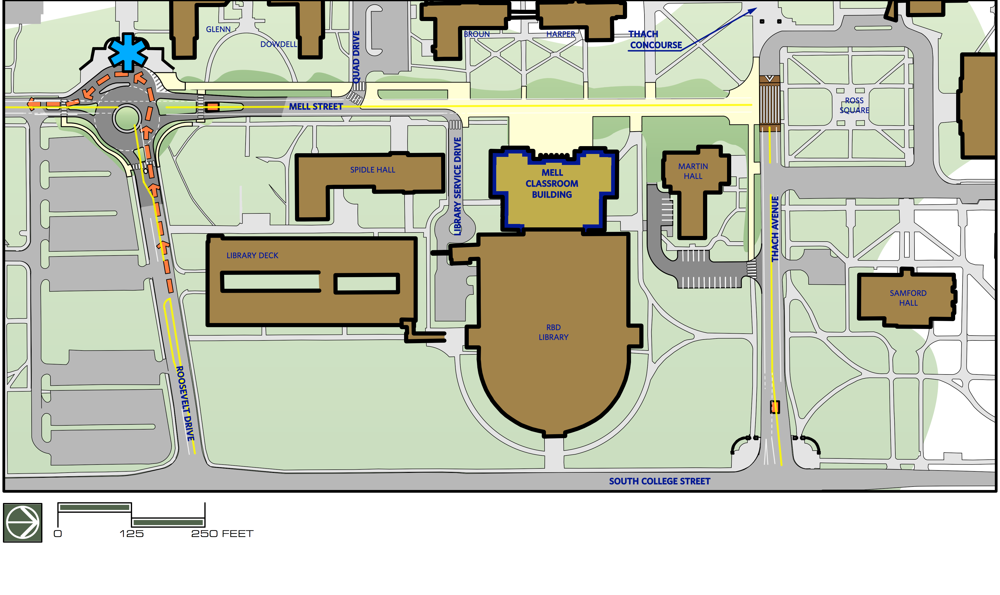 GLENN
DOWDELL
QUAD DRIVE
BROUN
HARPER
THACH
CONCOURSE
ROSS
SQUARE
MELL STREET
SPIDLE HALL
LIBRARY SERVICE DRIVE
MELL
CLASSROOM
BUILDING
MARTIN
HALL
THACH AVENUE
LIBRARY DECK
SAMFORD
HALL
RBD
LIBRARY
ROOSEVELT DRIVE
SOUTH COLLEGE STREET
0 125 250 FEET